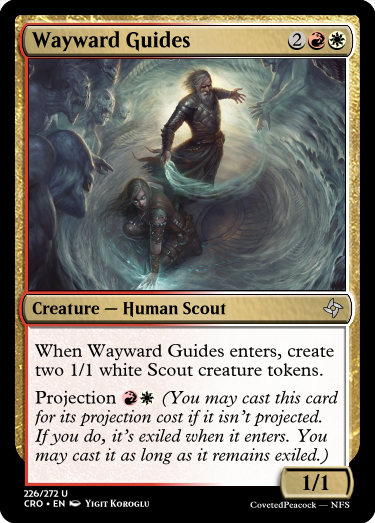 Wayward Guides 2
Creature — Human Scout
When Wayward Guides enters, create
two 1/1 white Scout creature tokens.
Projection (You may cast this card
for its projection cost if it isn't projected.
If you do, it's exiled when it enters. You
may cast it as long as it remains exiled.)
1/1
226/272 U
CRO • EN Yigit Koroglu
CovetedPeacock — NFS